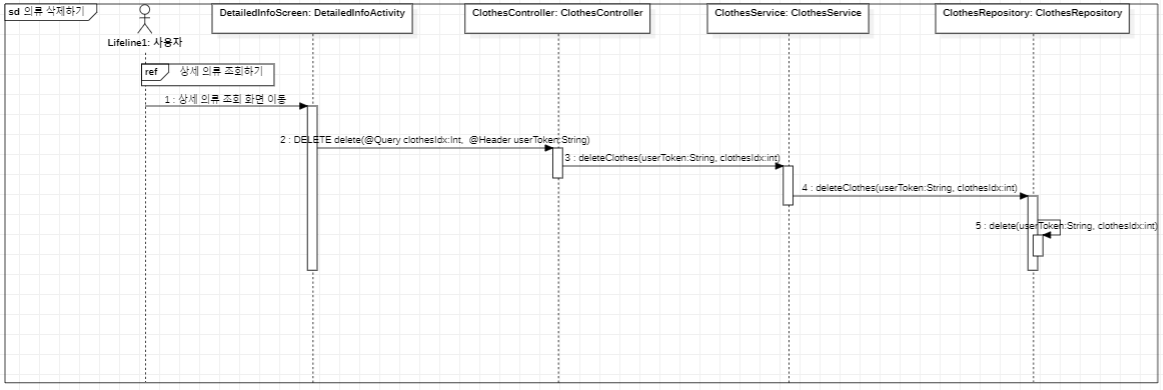 sd 의류 삭제하기
DetailedInfoScreen: DetailedInfoActivity
ClothesController: ClothesController
ClothesService: ClothesService
ClothesRepository: ClothesRepository
Lifeline1: 사용자
ref 상세 의류 조회하기
1 : 상세 의류 조회 화면 이동
2 : DELETE delete(@Query clothesIdx:Int, @Header userToken:String)
3 : deleteClothes(userToken:String, clothesIdx:int)
4 : deleteClothes(userToken:String, clothesIdx:int)
5 : delete(userToken:String, clothesIdx:int)